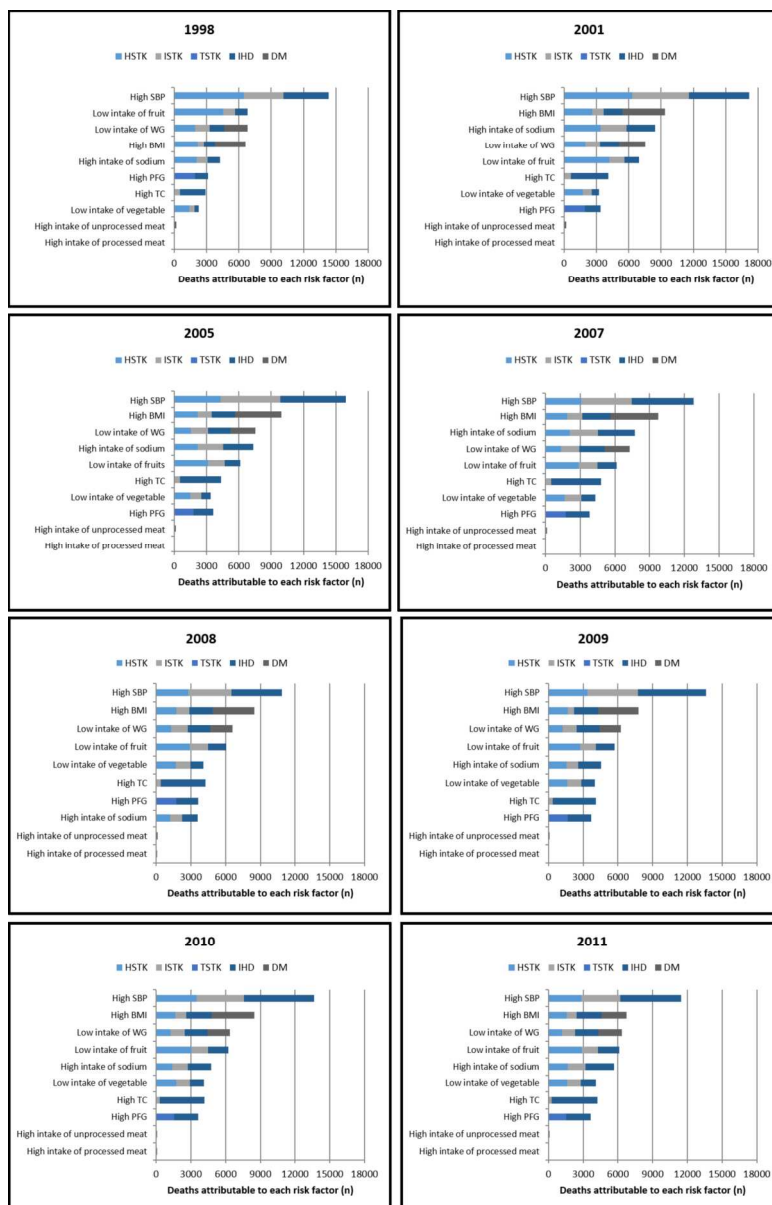 1998
HSTK ISTK TSTK IHD DM
High SBP
Low intake of fruit
Low intake of WG
High BMI
High intake of sodium
High PFG
High TC
Low intake of vegetable
High intake of unprocessed meat
High intake of processed meat
0 3000 6000 9000 12000 15000 18000
Deaths attributable to each risk factor (n)
2001
HSTK ISTK TSTK IHD DM
High SBP
High BMI
High intake of sodium
Low intake of WG
Low intake of fruit
High TC
Low intake of vegetable
High PFG
High intake of unprocessed meat
High intake of processed meat
0 3000 6000 9000 12000 15000 18000
Deaths attributable to each risk factor (n)
2005
HSTK ISTK TSTK IHD DM
High SBP
High BMI
Low intake of WG
High intake of sodium
Low intake of fruits
High TC
Low intake of vegetable
High PFG
High intake of unprocessed meat
High intake of processed meat
0 3000 6000 9000 12000 15000 18000
Deaths attributable to each risk factor (n)
2007
HSTK ISTK TSTK IHD DM
High SBP
High BMI
High intake of sodium
Low intake of WG
Low intake of fruit
High TC
Low intake of vegetable
High PFG
High intake of unprocessed meat
High intake of processed meat
0 3000 6000 9000 12000 15000 18000
Deaths attributable to each risk factor (n)
2008
HSTK ISTK TSTK IHD DM
High SBP
High BMI
Low intake of WG
Low intake of fruit
Low intake of vegetable
High TC
High PFG
High intake of sodium
High intake of unprocessed meat
High intake of processed meat
0 3000 6000 9000 12000 15000 18000
Deaths attributable to each risk factor (n)
2009
HSTK ISTK TSTK IHD DM
High SBP
High BMI
Low intake of WG
Low intake of fruit
High intake of sodium
Low intake of vegetable
High TC
High PFG
High intake of unprocessed meat
High intake of processed meat
0 3000 6000 9000 12000 15000 18000
Deaths attributable to each risk factor (n)
2010
HSTK ISTK TSTK IHD DM
High SBP
High BMI
Low intake of WG
Low intake of fruit
High intake of sodium
Low intake of vegetable
High TC
High PFG
High intake of unprocessed meat
High intake of processed meat
0 3000 6000 9000 12000 15000 18000
Deaths attributable to each risk factor (n)
2011
HSTK ISTK TSTK IHD DM
High SBP
High BMI
Low intake of WG
Low intake of fruit
High intake of sodium
Low intake of vegetable
High TC
High PFG
High intake of unprocessed meat
High intake of processed meat
0 3000 6000 9000 12000 15000 18000
Deaths attributable to each risk factor (n)